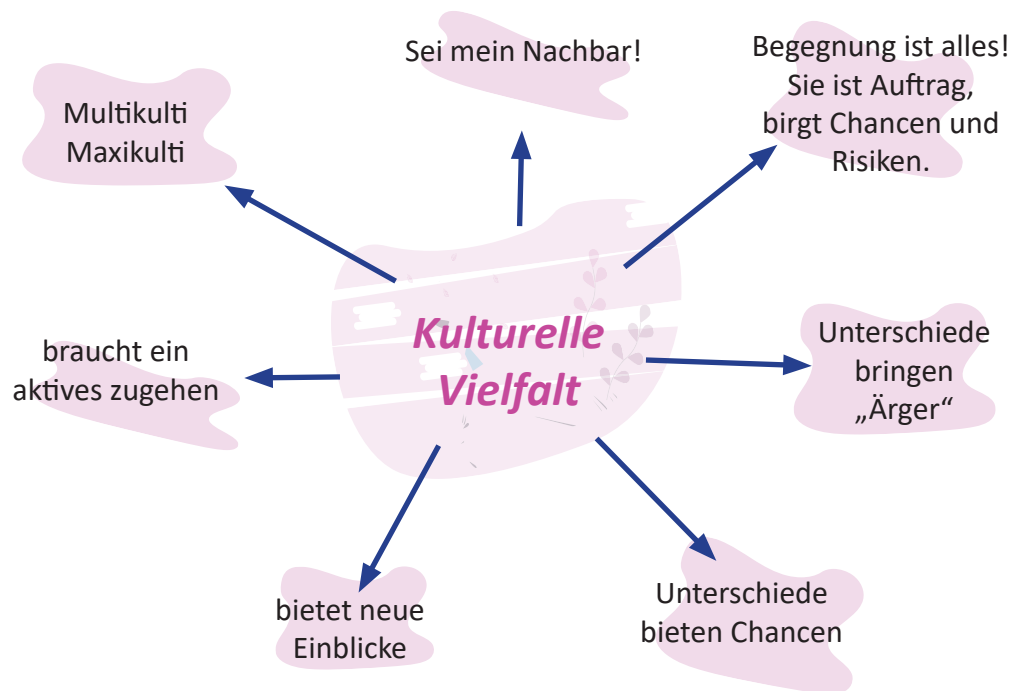 Sei mein Nachbar!
Begegnung ist alles!
Sie ist Auftrag,
birgt Chancen und
Risiken.
Multikulti
Maxikulti
Kulturelle
Vielfalt
Unterschiede
bringen
„Ärger“
braucht ein
aktives zugehen
bietet neue
Einblicke
Unterschiede
bieten Chancen